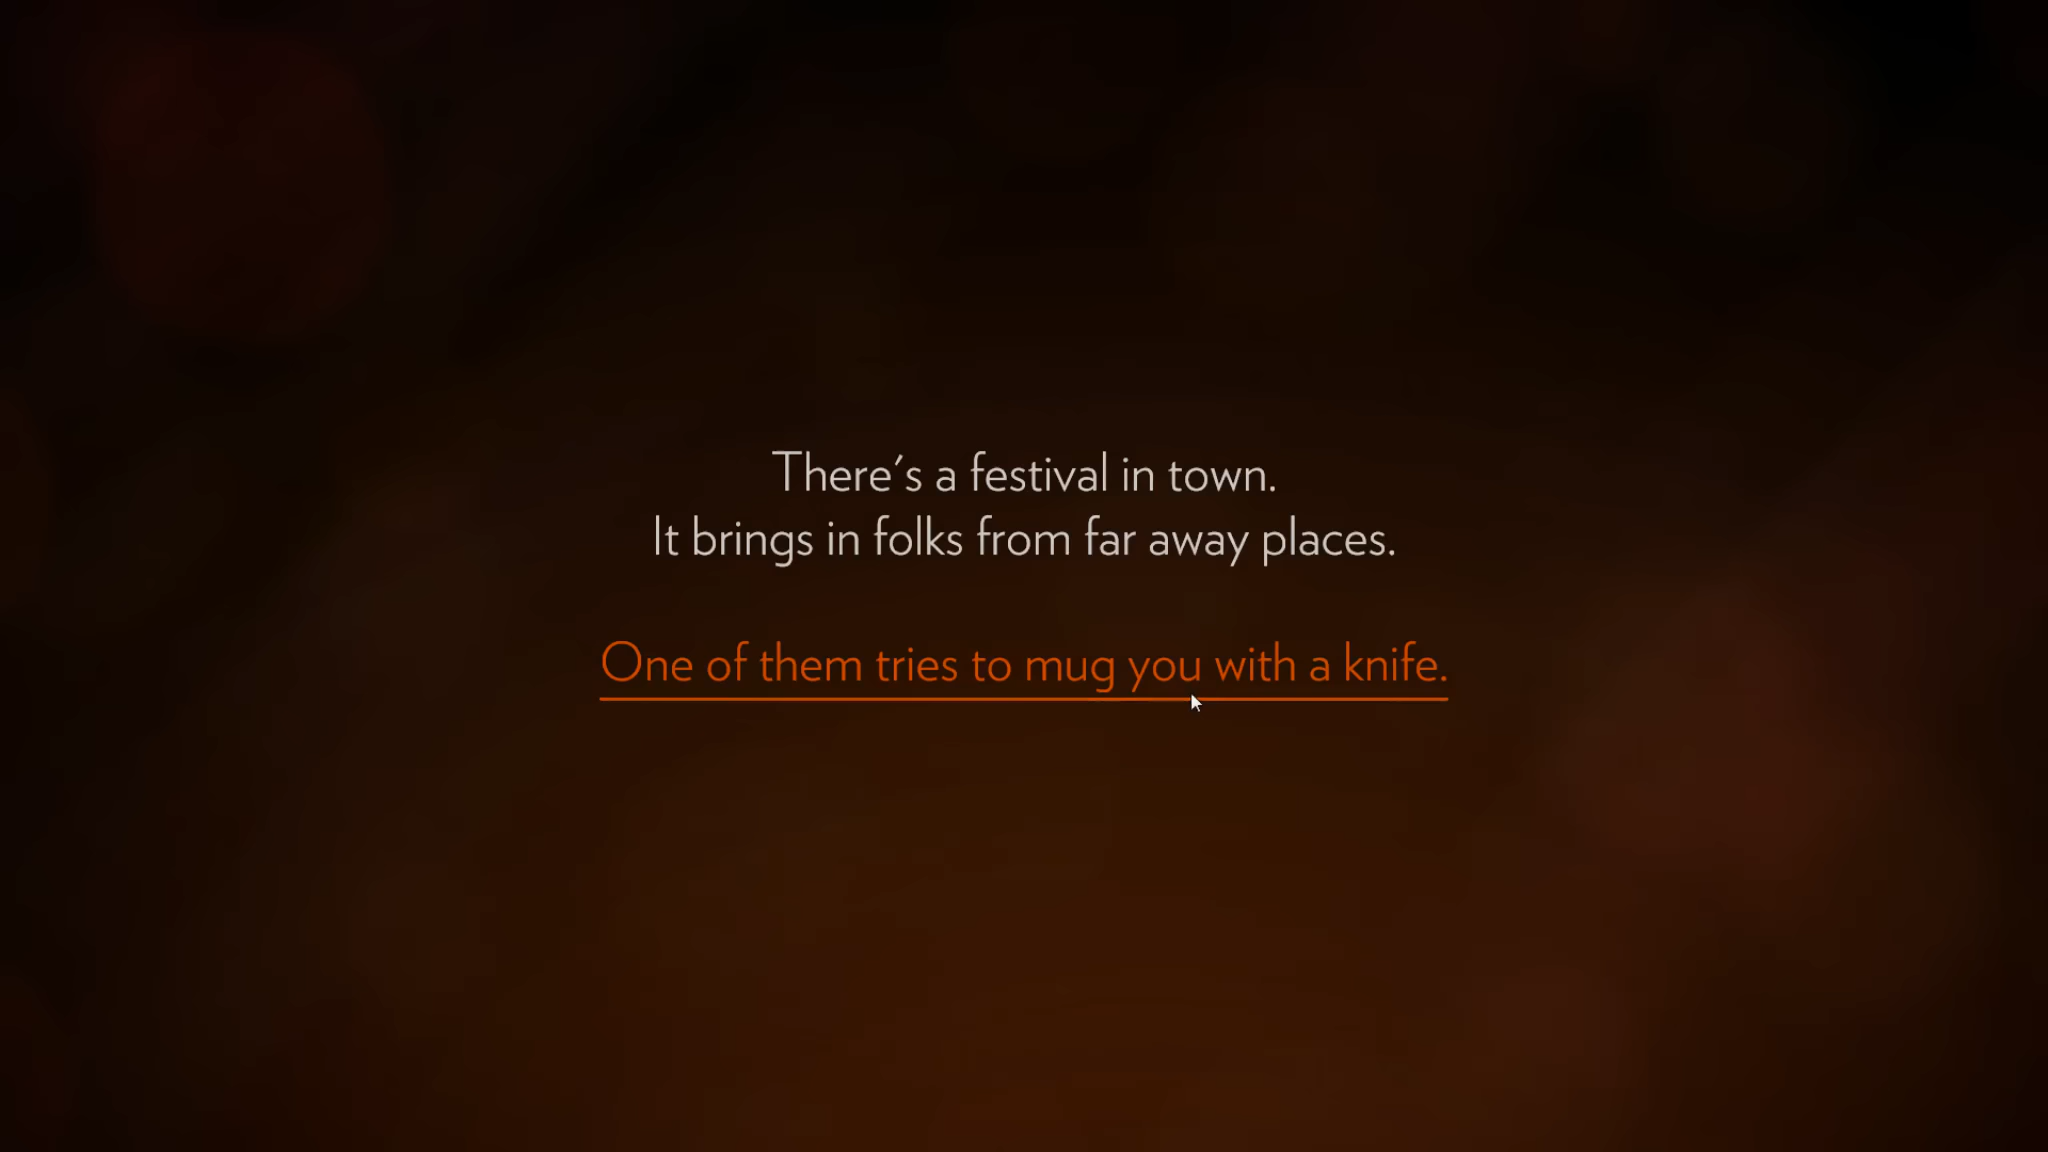 There's a festival in town.
It brings in folks from far away places.
One of them tries to mug you with a knife.